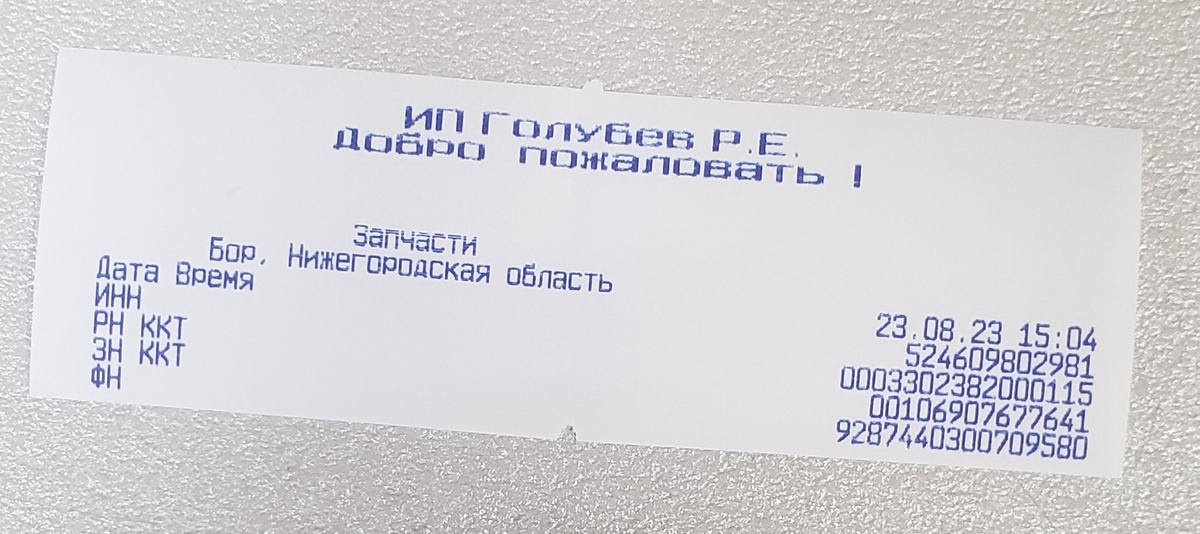 ИП Голубев Р.Е.
Добро пожаловать !
Запчасти
Бор, Нижегородская область
Дата Время 23.08.23 15:04
ИНН 524609802981
РН ККТ 0003302382000115
ЗН ККТ 00106907677641
ФН 9287440300709580